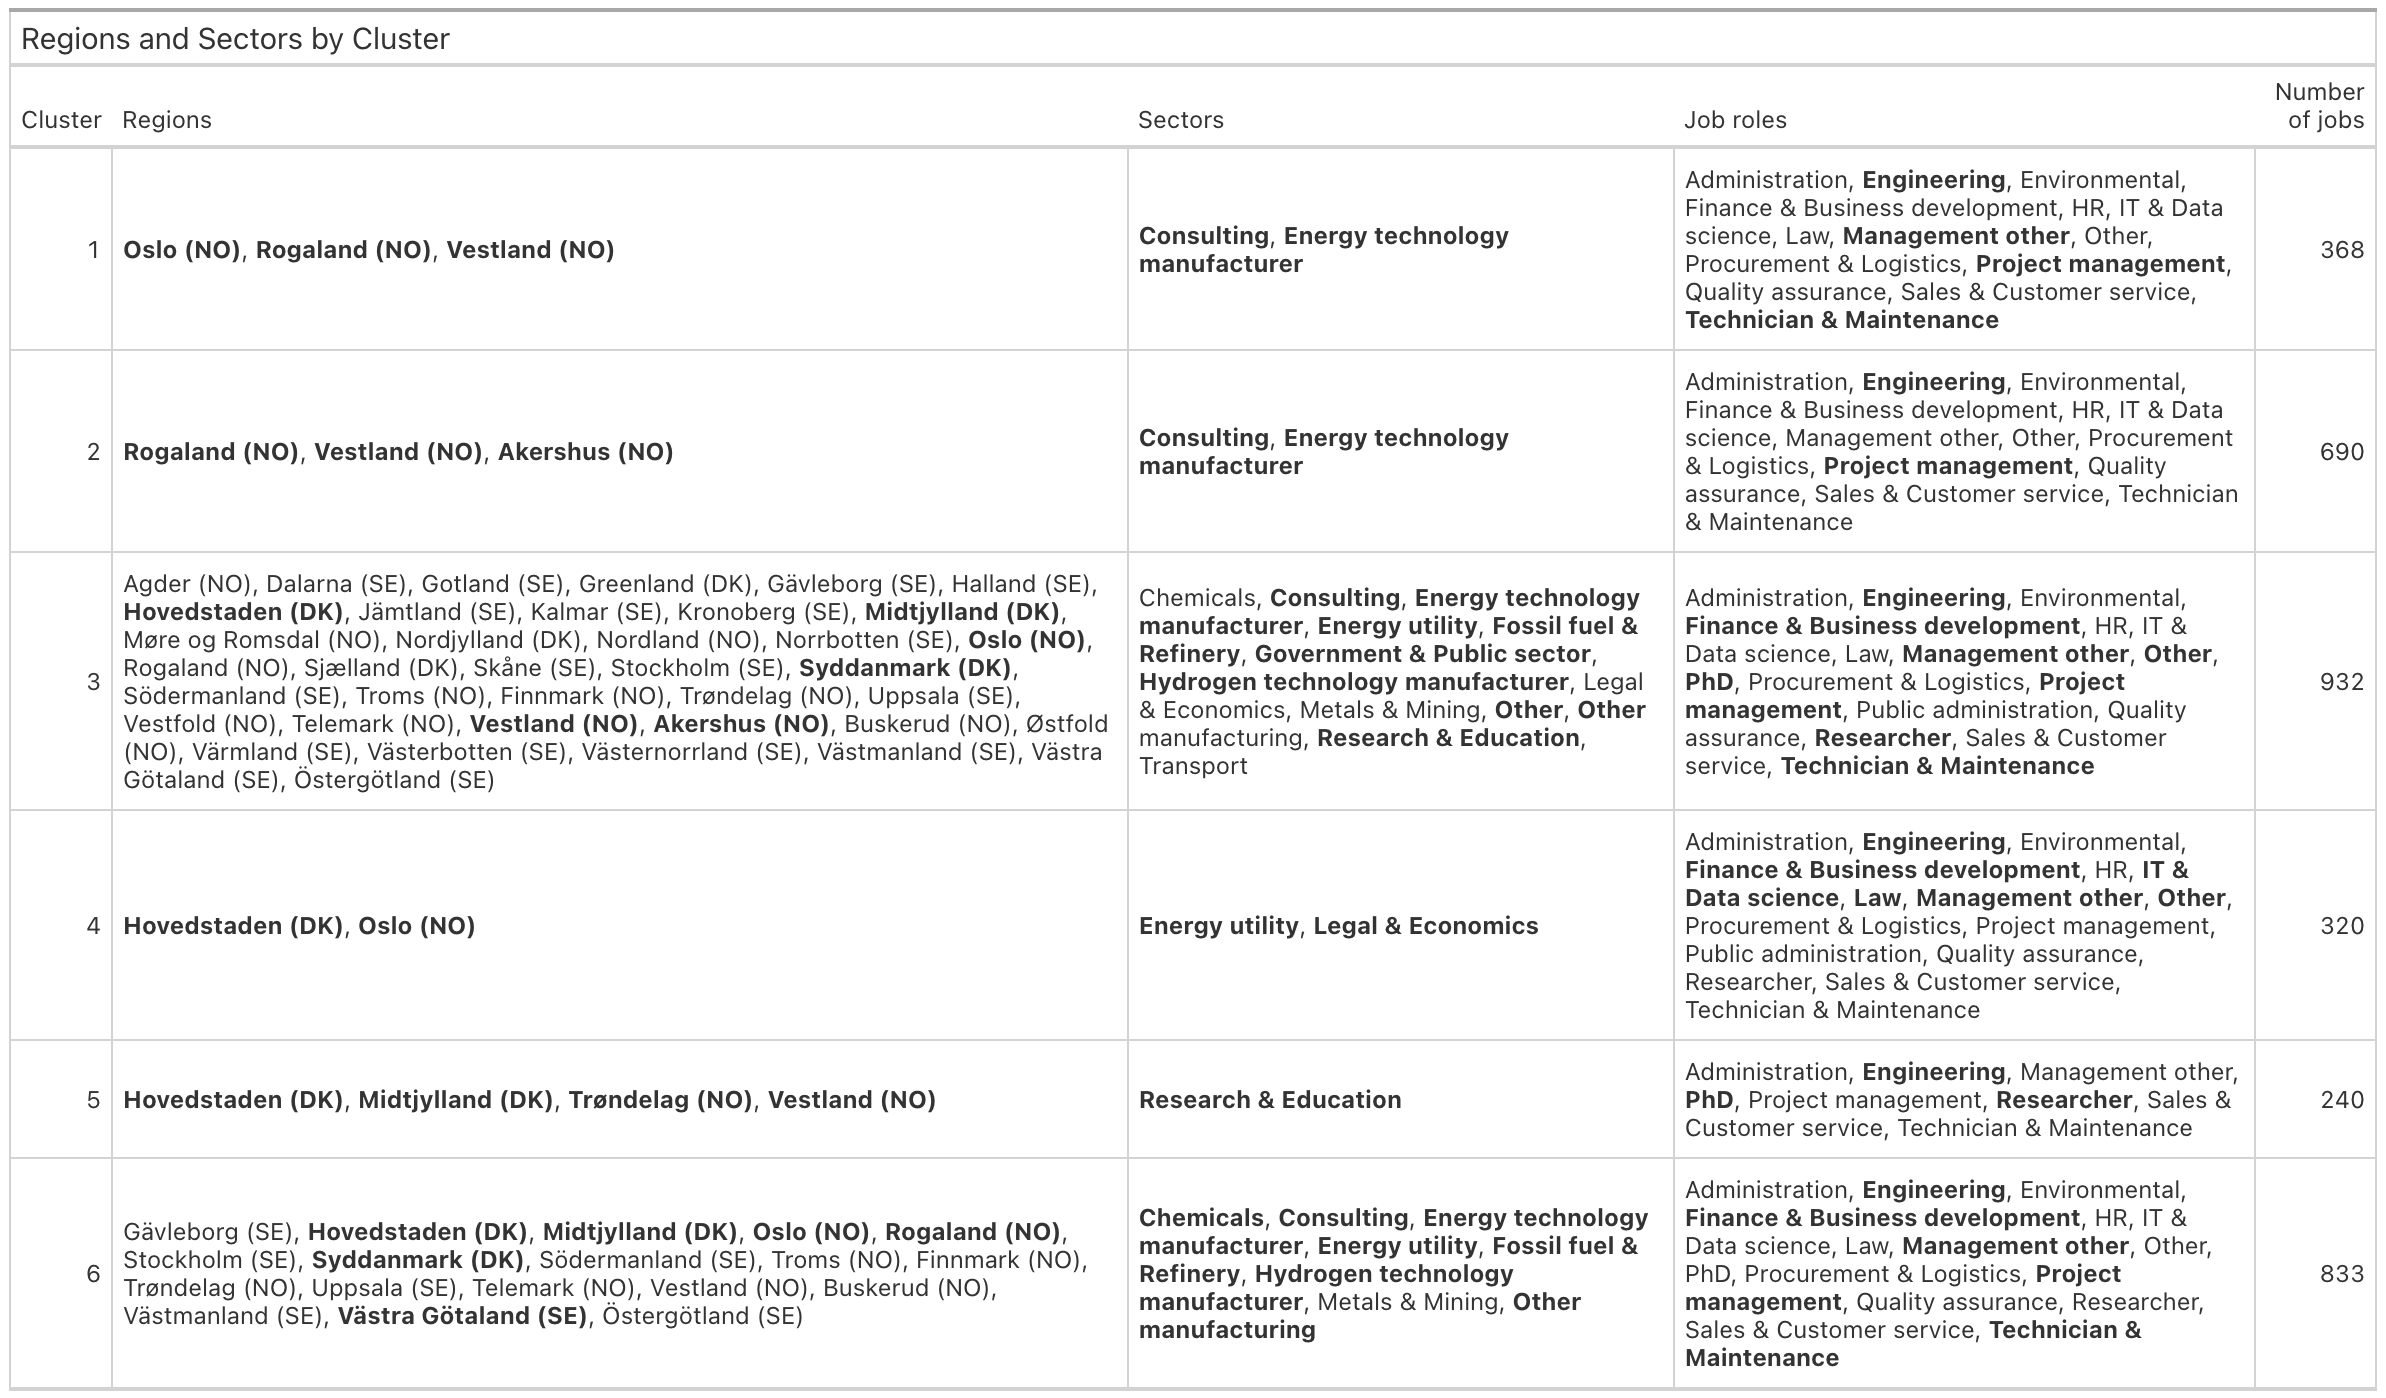 Regions and Sectors by Cluster
Number
Cluster Regions Sectors Job roles of jobs
1
Oslo (NO), Rogaland (NO), Vestland (NO)
Consulting, Energy technology
manufacturer
Administration, Engineering, Environmental,
Finance & Business development, HR, IT & Data
science, Law, Management other, Other,
Procurement & Logistics, Project management,
Quality assurance, Sales & Customer service,
Technician & Maintenance
368
2
Rogaland (NO), Vestland (NO), Akershus (NO)
Consulting, Energy technology
manufacturer
Administration, Engineering, Environmental,
Finance & Business development, HR, IT & Data
science, Management other, Other, Procurement
& Logistics, Project management, Quality
assurance, Sales & Customer service, Technician
& Maintenance
690
3
Agder (NO), Dalarna (SE), Gotland (SE), Greenland (DK), Gävleborg (SE), Halland (SE),
Hovedstaden (DK), Jämtland (SE), Kalmar (SE), Kronoberg (SE), Midtjylland (DK),
Møre og Romsdal (NO), Nordjylland (DK), Nordland (NO), Norrbotten (SE), Oslo (NO),
Rogaland (NO), Sjælland (DK), Skåne (SE), Stockholm (SE), Syddanmark (DK),
Södermanland (SE), Troms (NO), Finnmark (NO), Trøndelag (NO), Uppsala (SE),
Vestfold (NO), Telemark (NO), Vestland (NO), Akershus (NO), Buskerud (NO), Østfold
(NO), Värmland (SE), Västerbotten (SE), Västernorrland (SE), Västmanland (SE), Västra
Götaland (SE), Östergötland (SE)
Chemicals, Consulting, Energy technology
manufacturer, Energy utility, Fossil fuel &
Refinery, Government & Public sector,
Hydrogen technology manufacturer, Legal
& Economics, Metals & Mining, Other, Other
manufacturing, Research & Education,
Transport
Administration, Engineering, Environmental,
Finance & Business development, HR, IT &
Data science, Law, Management other, Other,
PhD, Procurement & Logistics, Project
management, Public administration, Quality
assurance, Researcher, Sales & Customer
service, Technician & Maintenance
932
4
Hovedstaden (DK), Oslo (NO)
Energy utility, Legal & Economics
Administration, Engineering, Environmental,
Finance & Business development, HR, IT &
Data science, Law, Management other, Other,
Procurement & Logistics, Project management,
Public administration, Quality assurance,
Researcher, Sales & Customer service,
Technician & Maintenance
320
5
Hovedstaden (DK), Midtjylland (DK), Trøndelag (NO), Vestland (NO)
Research & Education
Administration, Engineering, Management other,
PhD, Project management, Researcher, Sales &
Customer service, Technician & Maintenance
240
6
Gävleborg (SE), Hovedstaden (DK), Midtjylland (DK), Oslo (NO), Rogaland (NO),
Stockholm (SE), Syddanmark (DK), Södermanland (SE), Troms (NO), Finnmark (NO),
Trøndelag (NO), Uppsala (SE), Telemark (NO), Vestland (NO), Buskerud (NO),
Västmanland (SE), Västra Götaland (SE), Östergötland (SE)
Chemicals, Consulting, Energy technology
manufacturer, Energy utility, Fossil fuel &
Refinery, Hydrogen technology
manufacturer, Metals & Mining, Other
manufacturing
Administration, Engineering, Environmental,
Finance & Business development, HR, IT &
Data science, Law, Management other, Other,
PhD, Procurement & Logistics, Project
management, Quality assurance, Researcher,
Sales & Customer service, Technician &
Maintenance
833